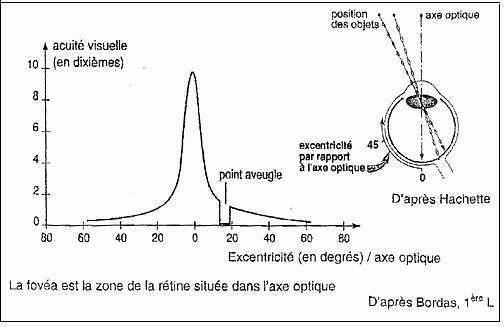 acuité visuelle
(en dixièmes)
10
8
6
4
2
0
point aveugle
80 60 40 20 0 20 40 60 80
Excentricité (en degrés) / axe optique
position
des objets
axe optique
excentricité
par rapport
à l'axe optique
45
0
D'après Hachette
La fovéa est la zone de la rétine située dans l'axe optique
D'après Bordas, 1ère L